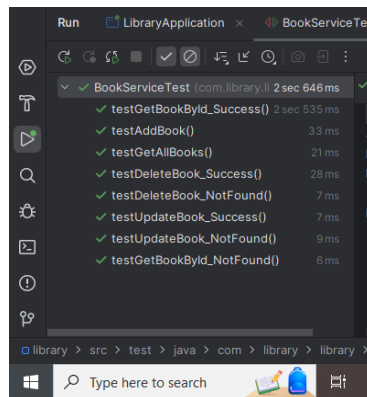 Run LibraryApplication × BookServiceTe
BookServiceTest (com.library.li 2 sec 646 ms
testGetBookById_Success() 2 sec 535 ms
testAddBook() 33 ms
testGetAllBooks() 21 ms
testDeleteBook_Success() 28 ms
testDeleteBook_NotFound() 7 ms
testUpdateBook_Success() 7 ms
testUpdateBook_NotFound() 9 ms
testGetBookById_NotFound() 6 ms
library > src > test > java > com > library > library >
Type here to search